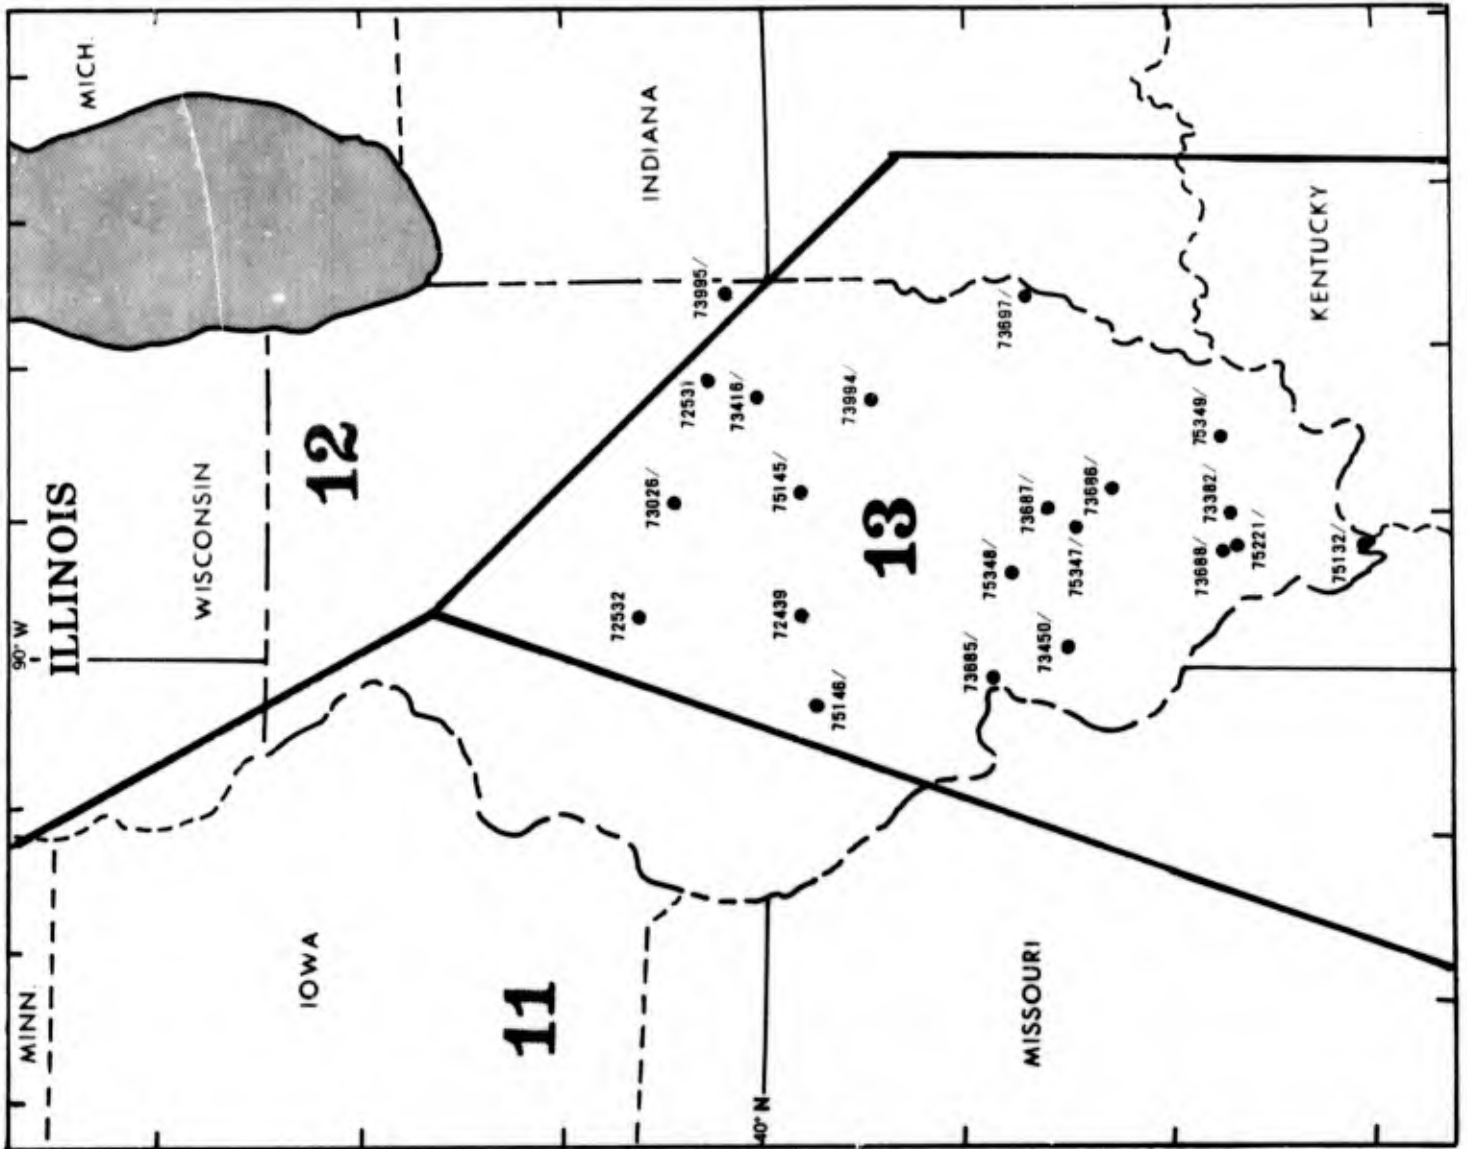 90° W
ILLINOIS
MINN.
MICH.
WISCONSIN
IOWA
12
11
72532
INDIANA
73026/
72531
73995/
73416/
40° N
75145/
72439
75146/
73994/
13
73685/
75348/
73697/
73687/
MISSOURI
73450/
75347/
73686/
73688/
75349/
73382/
75221/
KENTUCKY
75132/